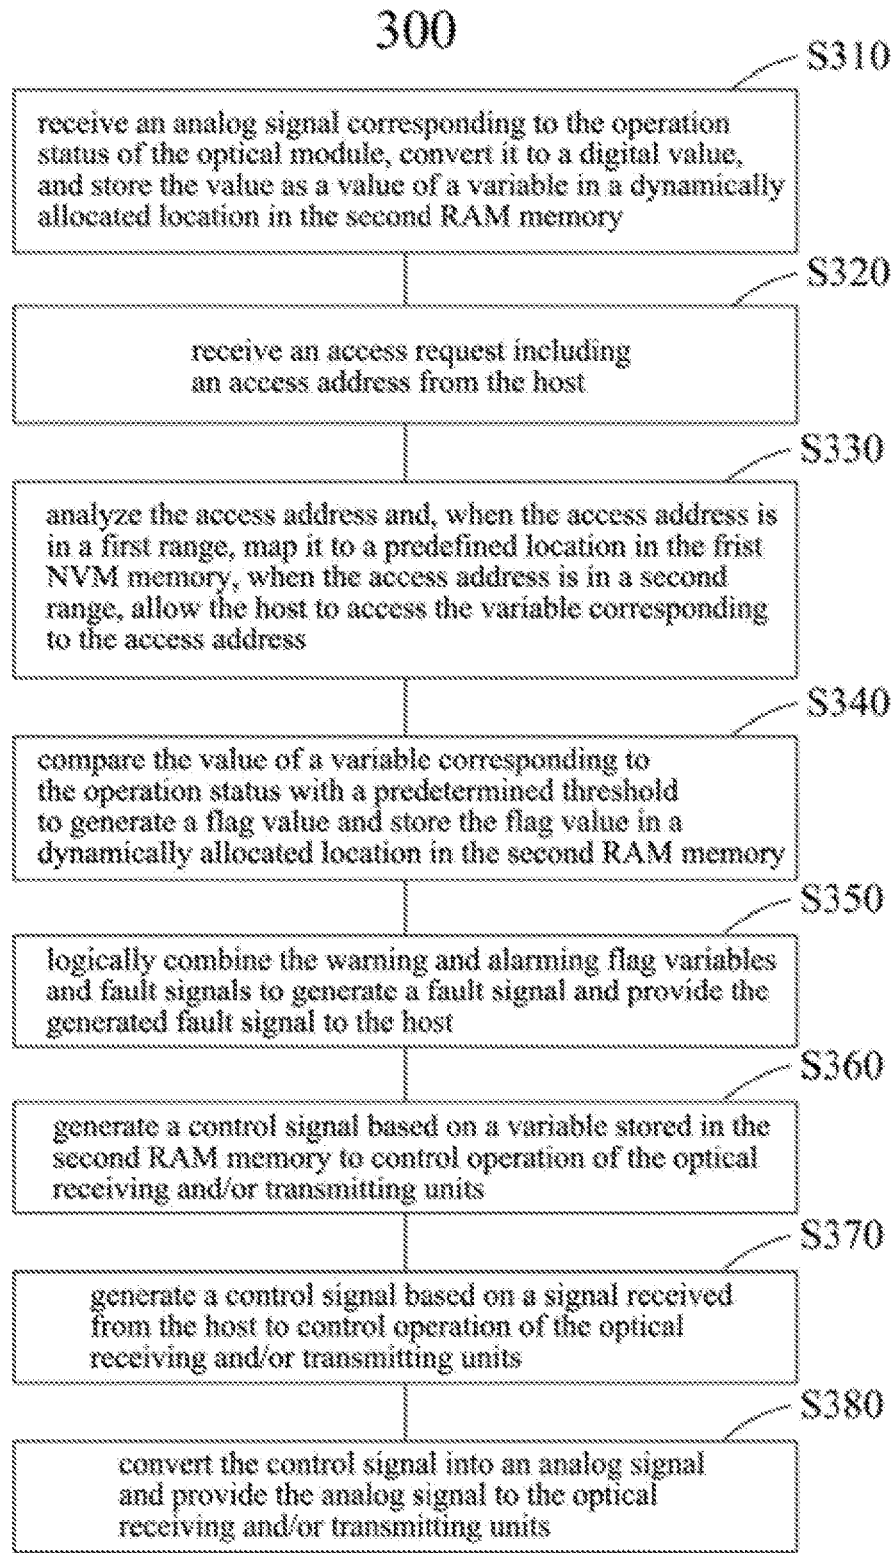 300
S310
receive an analog signal corresponding to the operation
status of the optical module, convert it to a digital value,
and store the value as a value of a variable in a dynamically
allocated location in the second RAM memory
S320
receive an access request including
an access address from the host
S330
analyze the access address and, when the access address is
in a first range, map it to a predefined location in the frist
NVM memory, when the access address is in a second
range, allow the host to access the variable corresponding
to the access address
S340
compare the value of a variable corresponding to
the operation status with a predetermined threshold
to generate a flag value and store the flag value in a
dynamically allocated location in the second RAM memory
S350
logically combine the warning and alarming flag variables
and fault signals to generate a fault signal and provide the
generated fault signal to the host
S360
generate a control signal based on a variable stored in the
second RAM memory to control operation of the optical
receiving and/or transmitting units
S370
generate a control signal based on a signal received
from the host to control operation of the optical
receiving and/or transmitting units
S380
convert the control signal into an analog signal
and provide the analog signal to the optical
receiving and/or transmitting units